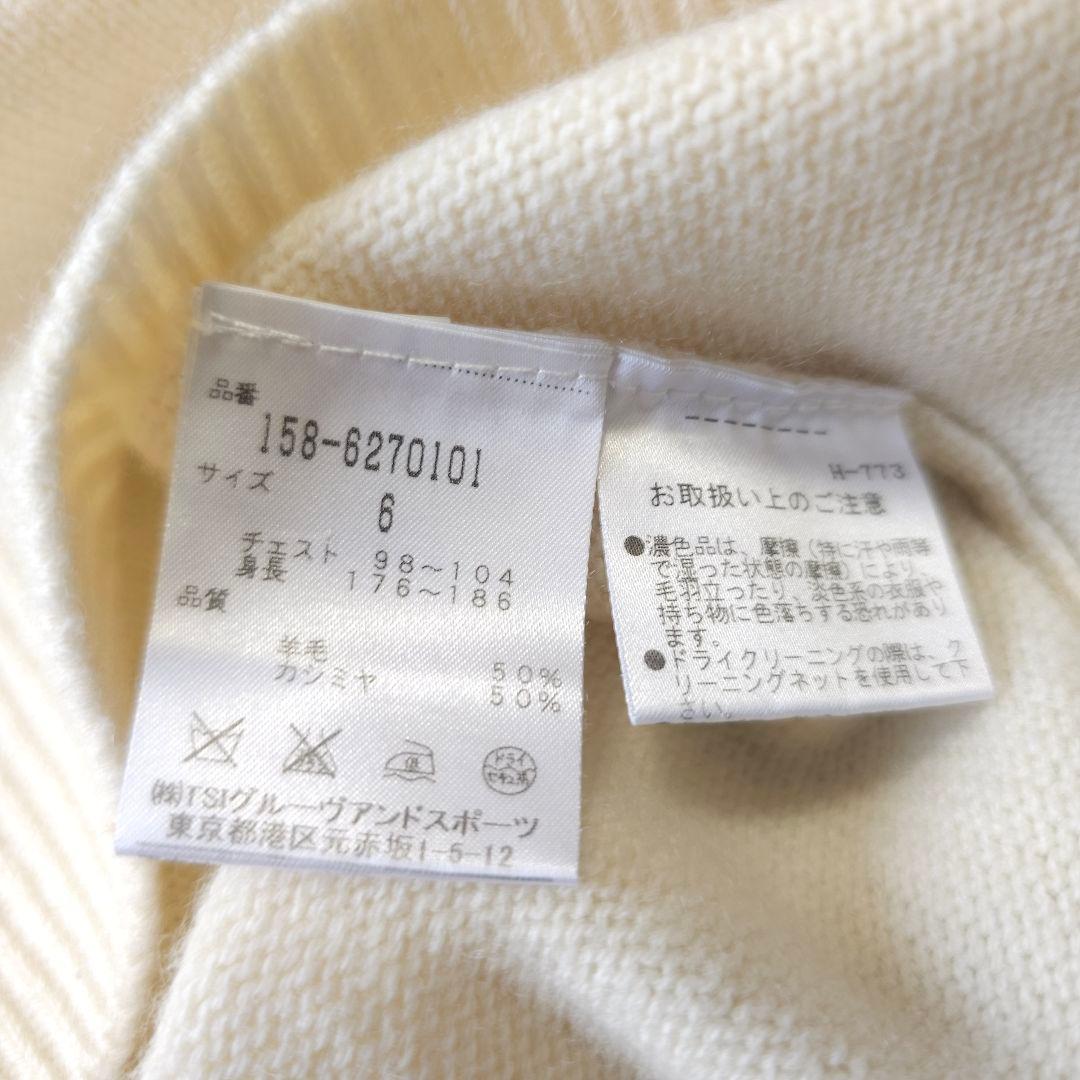 品番
158-6270101
サイズ
6
チェスト 98~104
身長 176~186
品質
羊毛 50%
カシミヤ 50%
低
ドライ
セキユ系
(株)TSIグルーヴアンドスポーツ
東京都港区元赤坂1-5-12
H-773
お取扱い上のご注意
●濃色品は、摩擦(特に汗や雨等
で湿った状態の摩擦)により、
毛羽立ったり、淡色系の衣服や
持ち物に色落ちする恐れがあり
ます。
●ドライクリーニングの際は、ク
リーニングネットを使用して下
さい。